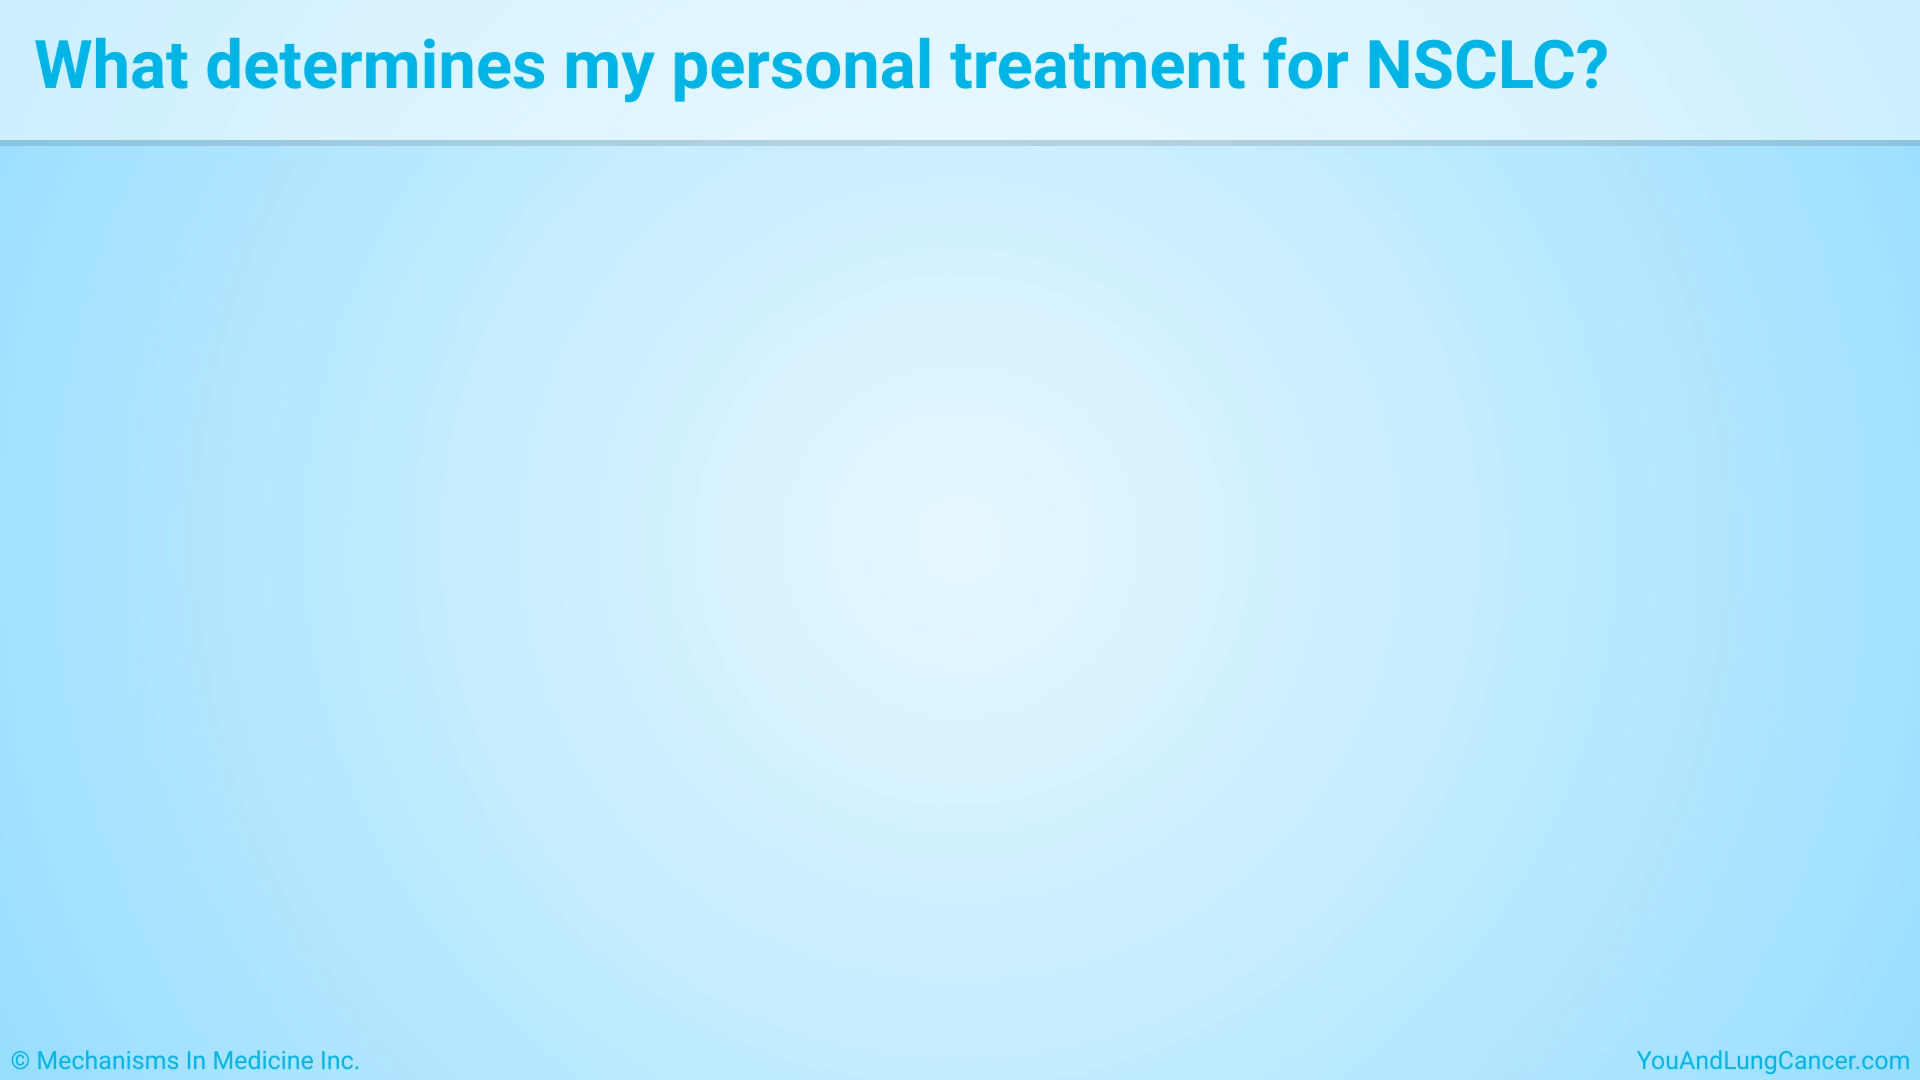 What determines my personal treatment for NSCLC?
© Mechanisms In Medicine Inc.
YouAndLungCancer.com